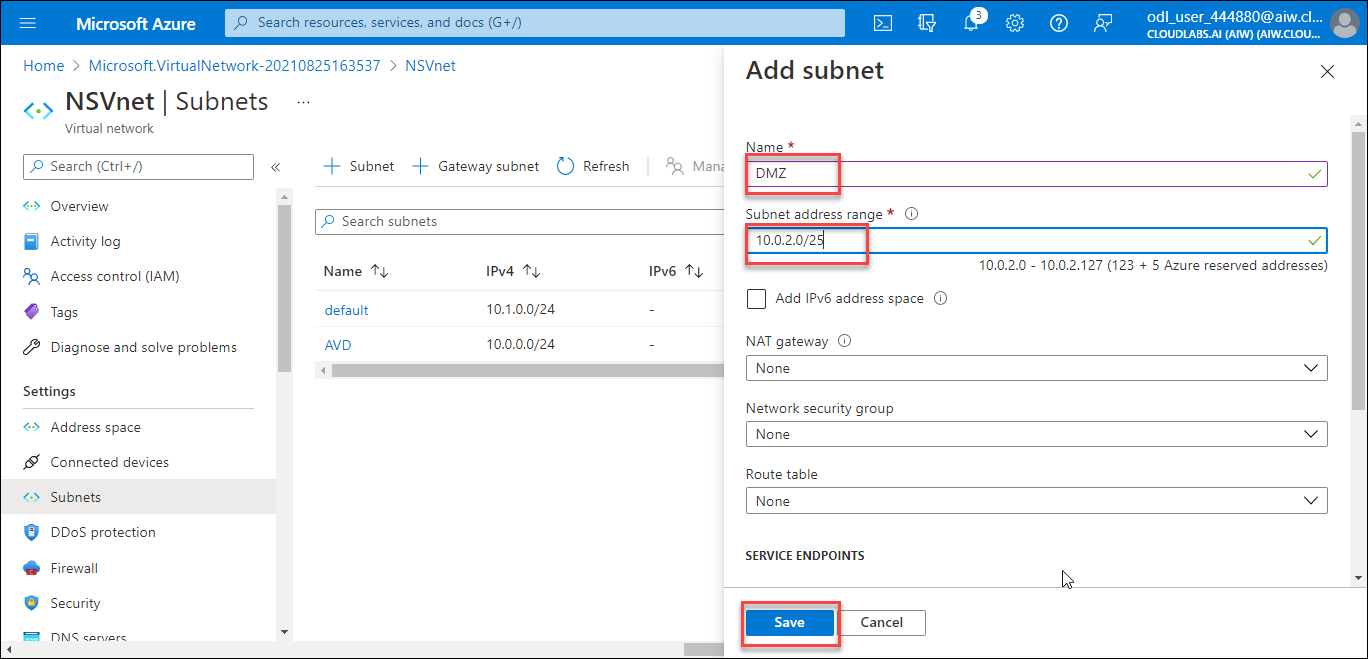 Microsoft Azure
Search resources, services, and docs (G+/)
3
odl_user_444880@aiw.cl...
CLOUDLABS.AI (AIW) (AIW.CLOU...
Home > Microsoft.VirtualNetwork-20210825163537 > NSVnet
NSVnet | Subnets ...
Virtual network
Search (Ctrl+/)
«
Overview
Activity log
Access control (IAM)
Tags
Diagnose and solve problems
Settings
Address space
Connected devices
Subnets
DDoS protection
Firewall
Security
DNS servers
+ Subnet + Gateway subnet Refresh Mana
Search subnets
Name IPv4 IPv6
default 10.1.0.0/24 -
AVD 10.0.0.0/24 -
Add subnet
Name *
DMZ
Subnet address range *
10.0.2.0/25
10.0.2.0 - 10.0.2.127 (123 + 5 Azure reserved addresses)
Add IPv6 address space
NAT gateway
None
Network security group
None
Route table
None
SERVICE ENDPOINTS
Save Cancel